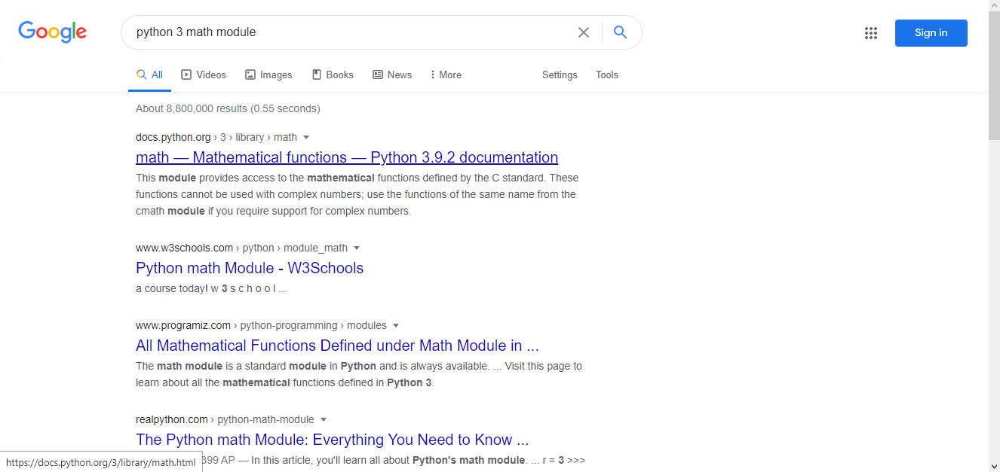 Google
python 3 math module
Sign in
All Videos Images Books News More Settings Tools
About 8,800,000 results (0.55 seconds)
docs.python.org › 3 › library › math
math — Mathematical functions — Python 3.9.2 documentation
This module provides access to the mathematical functions defined by the C standard. These
functions cannot be used with complex numbers; use the functions of the same name from the
cmath module if you require support for complex numbers.
www.w3schools.com › python › module_math
Python math Module - W3Schools
a course today! w 3 s c h o o l ...
www.programiz.com › python-programming › modules
All Mathematical Functions Defined under Math Module in ...
The math module is a standard module in Python and is always available. ... Visit this page to
learn about all the mathematical functions defined in Python 3.
realpython.com › python-math-module
The Python math Module: Everything You Need to Know ...
399 AP — In this article, you'll learn all about Python's math module. ... r = 3 >>>
https://docs.python.org/3/library/math.html